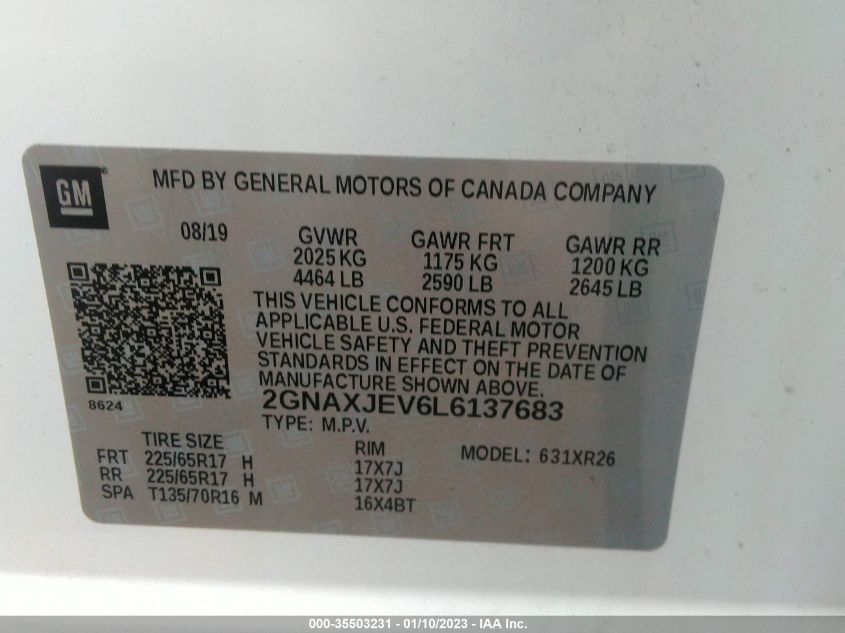 GM
MFD BY GENERAL MOTORS OF CANADA COMPANY
08/19 GVWR GAWR FRT GAWR RR
2025 KG 1175 KG 1200 KG
4464 LB 2590 LB 2645 LB
THIS VEHICLE CONFORMS TO ALL
APPLICABLE U.S. FEDERAL MOTOR
VEHICLE SAFETY AND THEFT PREVENTION
STANDARDS IN EFFECT ON THE DATE OF
MANUFACTURE SHOWN ABOVE.
8624
2GNAXJEV6L6137683
TYPE: M.P.V.
TIRE SIZE RIM MODEL: 631XR26
FRT 225/65R17 H 17X7J
RR 225/65R17 H 17X7J
SPA T135/70R16 M 16X4BT
000-35503231 - 01/10/2023 - IAA Inc.